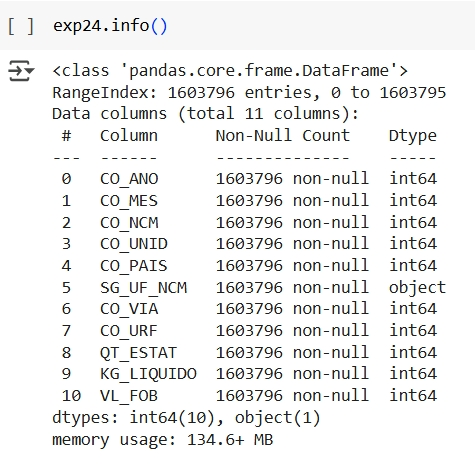 [ ] exp24.info()
<class 'pandas.core.frame.DataFrame'>
RangeIndex: 1603796 entries, 0 to 1603795
Data columns (total 11 columns):
 #   Column      Non-Null Count    Dtype
---  ------      --------------    -----
 0   CO_ANO      1603796 non-null  int64
 1   CO_MES      1603796 non-null  int64
 2   CO_NCM      1603796 non-null  int64
 3   CO_UNID     1603796 non-null  int64
 4   CO_PAIS     1603796 non-null  int64
 5   SG_UF_NCM   1603796 non-null  object
 6   CO_VIA      1603796 non-null  int64
 7   CO_URF      1603796 non-null  int64
 8   QT_ESTAT    1603796 non-null  int64
 9   KG_LIQUIDO  1603796 non-null  int64
 10  VL_FOB      1603796 non-null  int64
dtypes: int64(10), object(1)
memory usage: 134.6+ MB